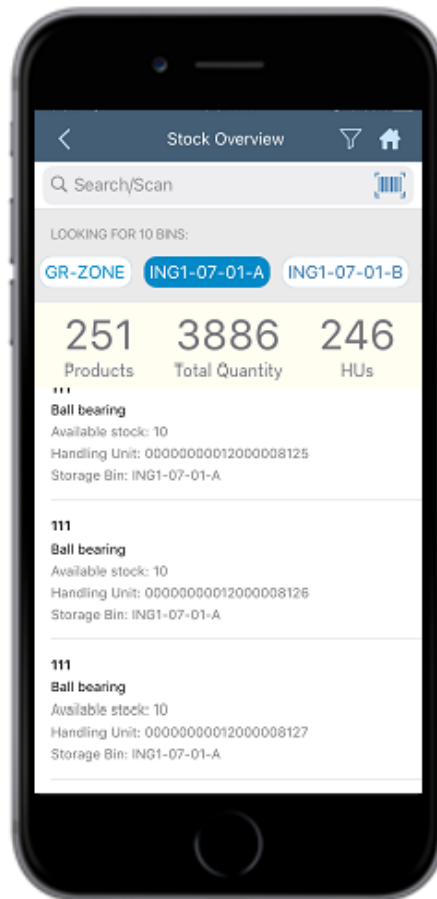 Stock Overview
Search/Scan
LOOKING FOR 10 BINS:
GR-ZONE ING1-07-01-A ING1-07-01-B
251 3886 246
Products Total Quantity HUs
111
Ball bearing
Available stock: 10
Handling Unit: 00000000012000008125
Storage Bin: ING1-07-01-A
111
Ball bearing
Available stock: 10
Handling Unit: 00000000012000008126
Storage Bin: ING1-07-01-A
111
Ball bearing
Available stock: 10
Handling Unit: 00000000012000008127
Storage Bin: ING1-07-01-A